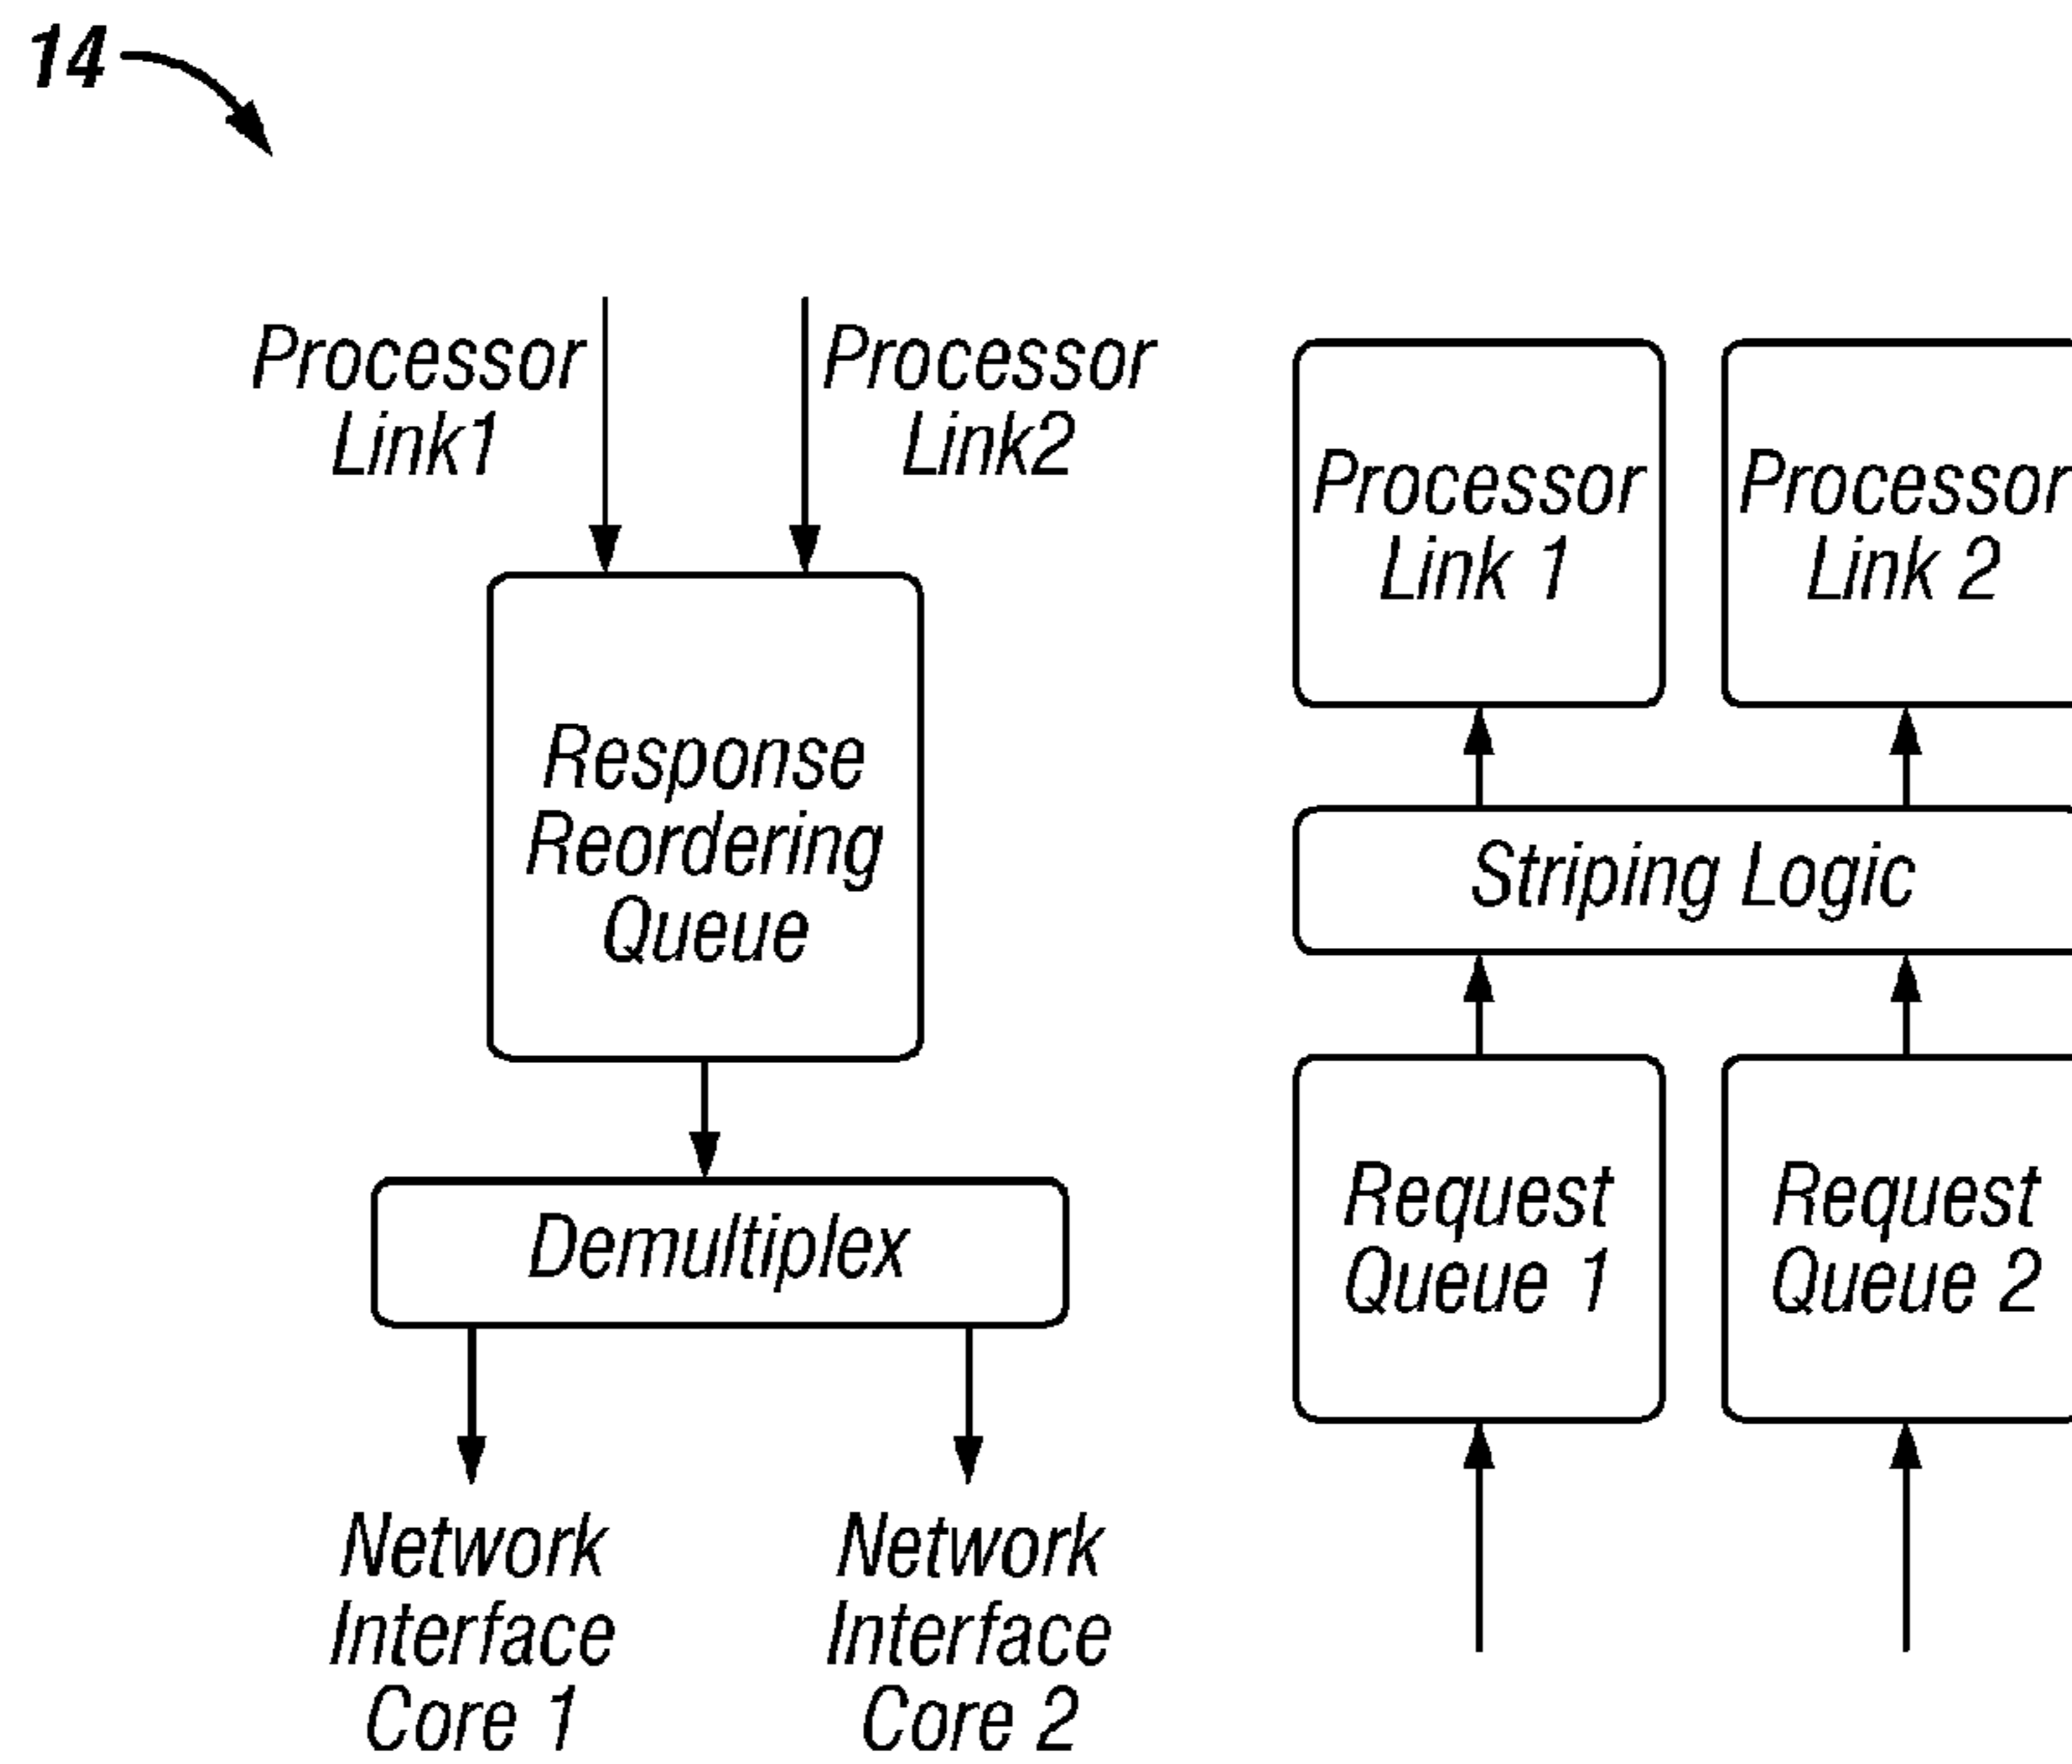 14
Processor
Link1
Processor
Link2
Response
Reordering
Queue
Demultiplex
Network
Interface
Core 1
Network
Interface
Core 2
Processor
Link 1
Processor
Link 2
Striping Logic
Request
Queue 1
Request
Queue 2